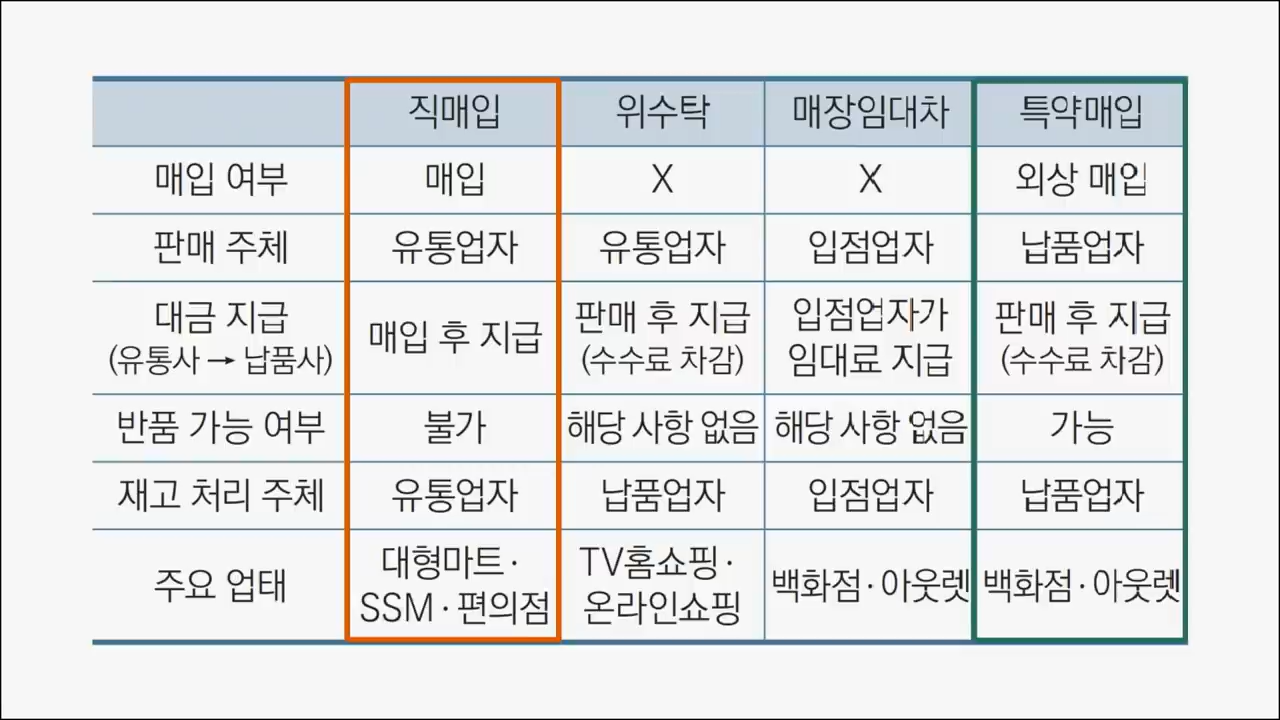 직매입 위수탁 매장임대차 특약매입
매입 여부 매입 X X 외상 매입
판매 주체 유통업자 유통업자 입점업자 납품업자
대금 지급 (유통사 → 납품사) 매입 후 지급 판매 후 지급 (수수료 차감) 입점업자가 임대료 지급 판매 후 지급 (수수료 차감)
반품 가능 여부 불가 해당 사항 없음 해당 사항 없음 가능
재고 처리 주체 유통업자 납품업자 입점업자 납품업자
주요 업태 대형마트· SSM·편의점 TV홈쇼핑· 온라인쇼핑 백화점·아웃렛 백화점·아웃렛